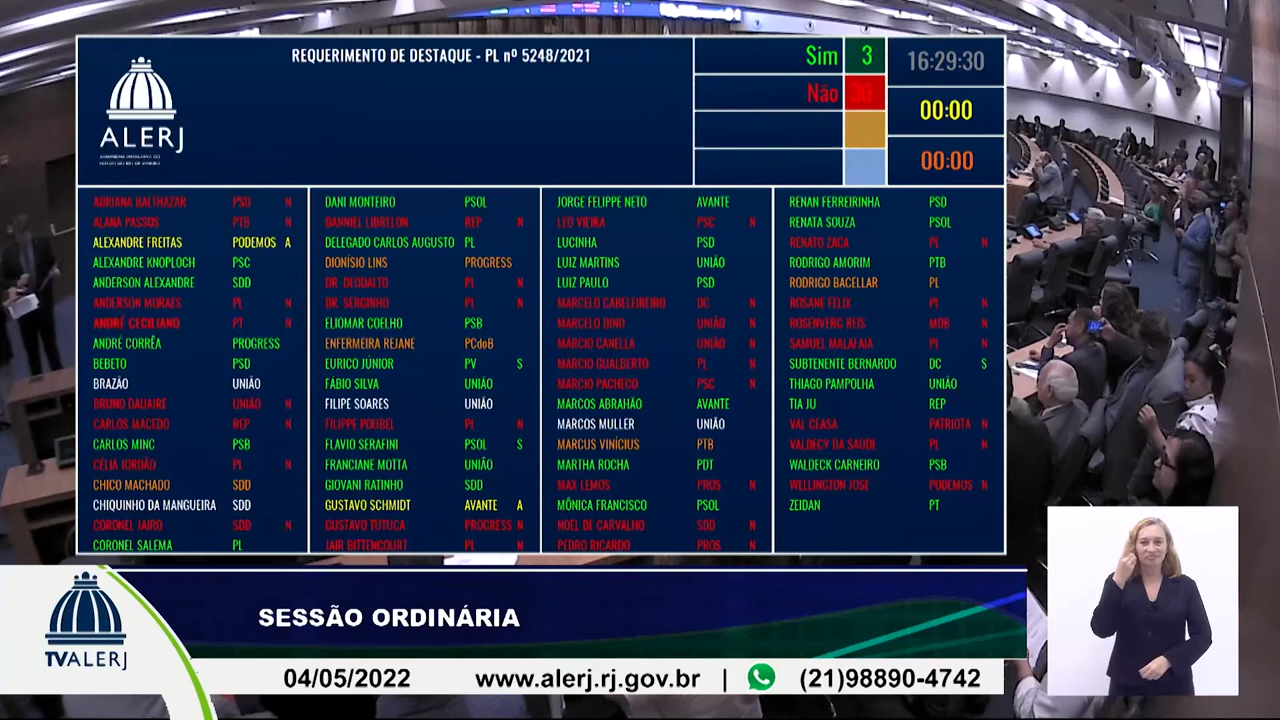 REQUERIMENTO DE DESTAQUE - PL nº 5248/2021
ALERJ
Sim 3
Não 30
16:29:30
00:00
00:00
ADRIANA BALTHAZAR PSD N
ALANA PASSOS PTB N
ALEXANDRE FREITAS PODEMOS A
ALEXANDRE KNOPLOCH PSC
ANDERSON ALEXANDRE SDD
ANDERSON MORAES PL N
ANDRÉ CECILIANO PT N
ANDRÉ CORRÊA PROGRESS
BEBETO PSD
BRAZÃO UNIÃO
BRUNO DAUAIRE UNIÃO N
CARLOS MACEDO REP N
CARLOS MINC PSB
CÉLIA JORDÃO PL N
CHICO MACHADO SDD
CHIQUINHO DA MANGUEIRA SDD
CORONEL JAIRO SDD N
CORONEL SALEMA PL
DANI MONTEIRO PSOL
DANNIEL LIBRELON REP N
DELEGADO CARLOS AUGUSTO PL
DIONÍSIO LINS PROGRESS
DR. DEODALTO PL N
DR. SERGINHO PL N
ELIOMAR COELHO PSB
ENFERMEIRA REJANE PCdoB
EURICO JÚNIOR PV S
FÁBIO SILVA UNIÃO
FILIPE SOARES UNIÃO
FILIPPE POUBEL PL N
FLAVIO SERAFINI PSOL S
FRANCIANE MOTTA UNIÃO
GIOVANI RATINHO SDD
GUSTAVO SCHMIDT AVANTE A
GUSTAVO TUTUCA PROGRESS N
JAIR BITTENCOURT PL N
JORGE FELIPPE NETO AVANTE
LEO VIEIRA PSC N
LUCINHA PSD
LUIZ MARTINS UNIÃO
LUIZ PAULO PSD
MARCELO CABELEIREIRO DC N
MARCELO DINO UNIÃO N
MÁRCIO CANELLA UNIÃO N
MARCIO GUALBERTO PL N
MÁRCIO PACHECO PSC N
MARCOS ABRAHÃO AVANTE
MARCOS MULLER UNIÃO
MARCUS VINÍCIUS PTB
MARTHA ROCHA PDT
MAX LEMOS PROS N
MÔNICA FRANCISCO PSOL
NOEL DE CARVALHO SDD N
PEDRO RICARDO PROS N
RENAN FERREIRINHA PSD
RENATA SOUZA PSOL
RENATO ZACA PL N
RODRIGO AMORIM PTB
RODRIGO BACELLAR PL
ROSANE FELIX PL N
ROSENVERG REIS MDB N
SAMUEL MALAFAIA PL N
SUBTENENTE BERNARDO DC S
THIAGO PAMPOLHA UNIÃO
TIA JU REP
VAL CEASA PATRIOTA N
VALDECY DA SAÚDE PL N
WALDECK CARNEIRO PSB
WELLINGTON JOSÉ PODEMOS N
ZEIDAN PT
TVALERJ
SESSÃO ORDINÁRIA
04/05/2022 www.alerj.rj.gov.br | (21)98890-4742